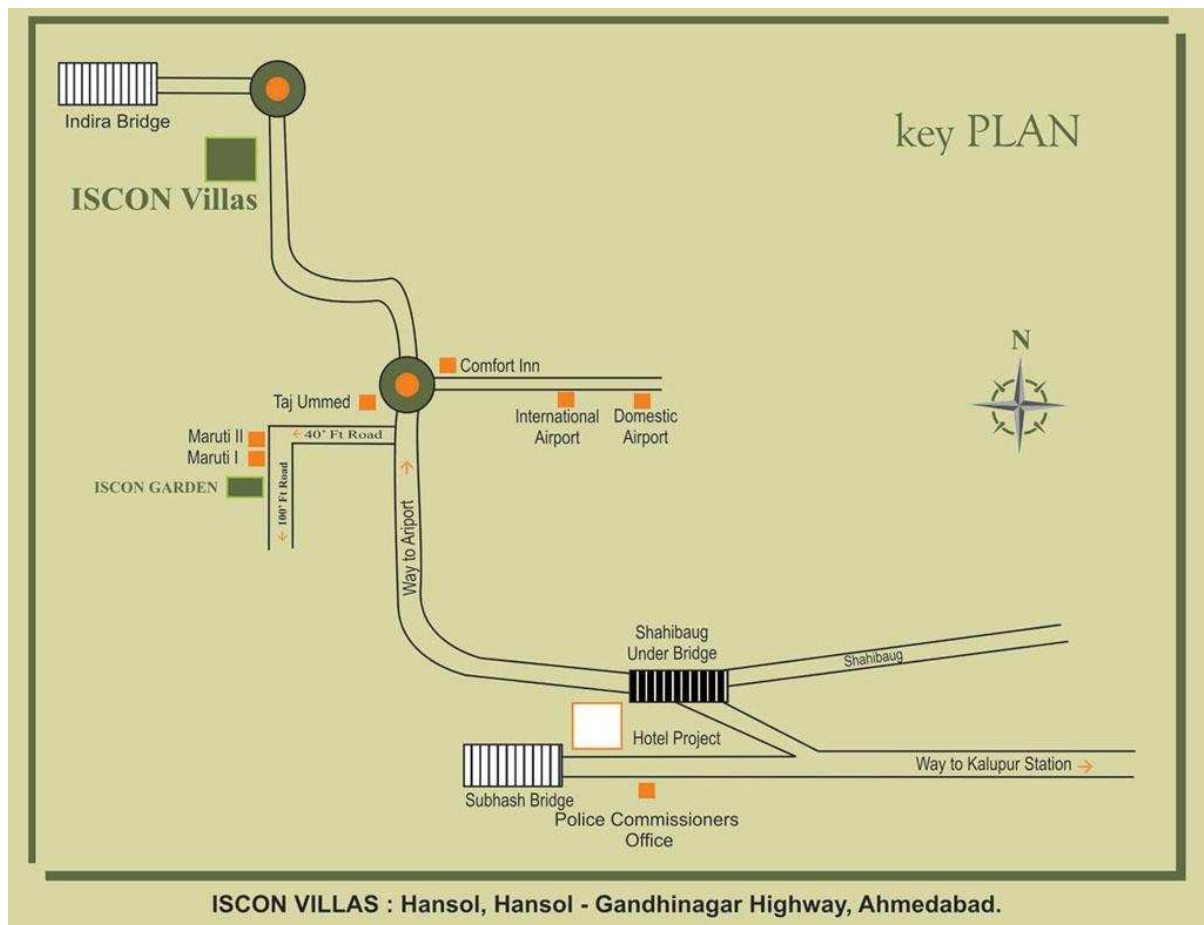 Indira Bridge
key PLAN
ISCON Villas
N
Comfort Inn
Taj Ummed
International
Airport
Domestic
Airport
Maruti II
40' Ft Road
Maruti I
ISCON GARDEN
100' Ft Road
Way to Ariport
Shahibaug
Under Bridge
Shahibaug
Hotel Project
Way to Kalupur Station
Subhash Bridge
Police Commissioners
Office
ISCON VILLAS : Hansol, Hansol - Gandhinagar Highway, Ahmedabad.